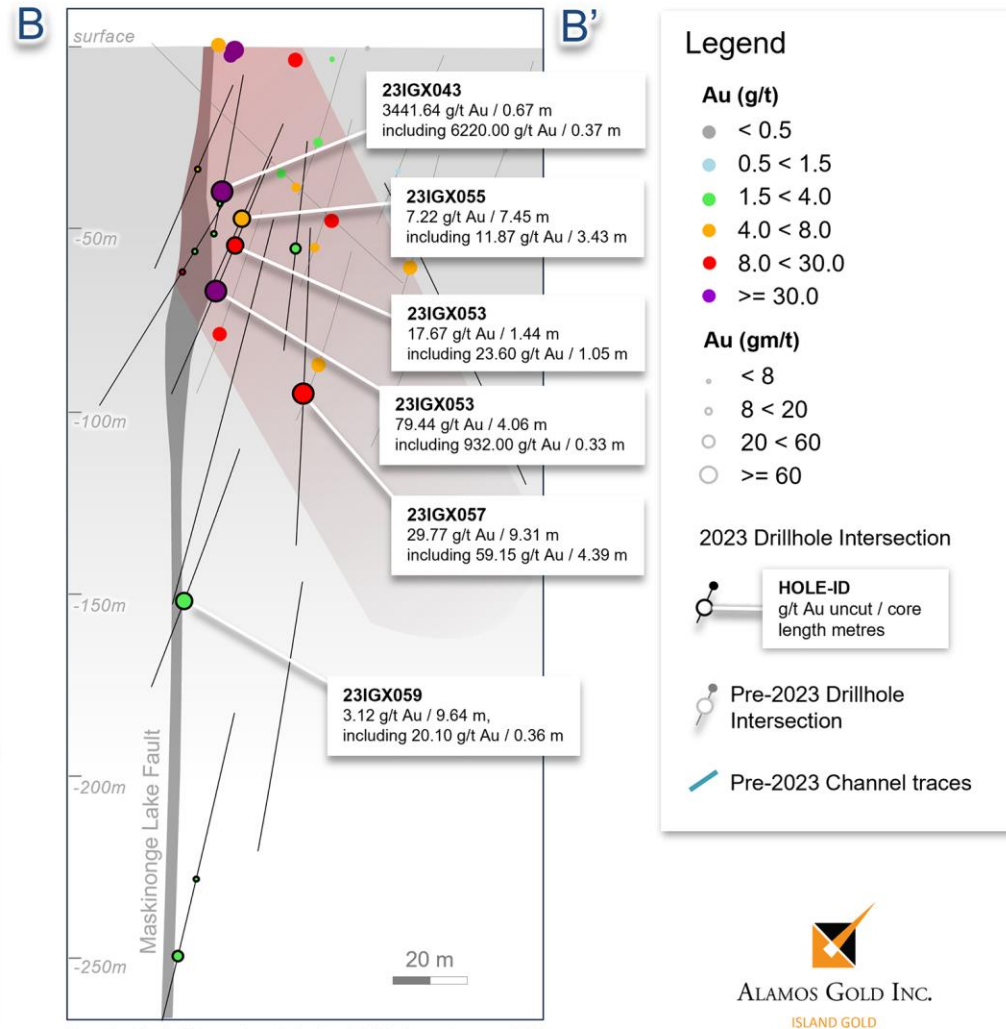 B
B'
surface
-50m
-100m
-150m
-200m
-250m
23IGX043
3441.64 g/t Au / 0.67 m
including 6220.00 g/t Au / 0.37 m
23IGX055
7.22 g/t Au / 7.45 m
including 11.87 g/t Au / 3.43 m
23IGX053
17.67 g/t Au / 1.44 m
including 23.60 g/t Au / 1.05 m
23IGX053
79.44 g/t Au / 4.06 m
including 932.00 g/t Au / 0.33 m
23IGX057
29.77 g/t Au / 9.31 m
including 59.15 g/t Au / 4.39 m
23IGX059
3.12 g/t Au / 9.64 m,
including 20.10 g/t Au / 0.36 m
Maskinonge Lake Fault
20 m
Legend
Au (g/t)
< 0.5
0.5 < 1.5
1.5 < 4.0
4.0 < 8.0
8.0 < 30.0
>= 30.0
Au (gm/t)
< 8
8 < 20
20 < 60
>= 60
2023 Drillhole Intersection
HOLE-ID
g/t Au uncut / core
length metres
Pre-2023 Drillhole
Intersection
Pre-2023 Channel traces
ALAMOS GOLD INC.
ISLAND GOLD